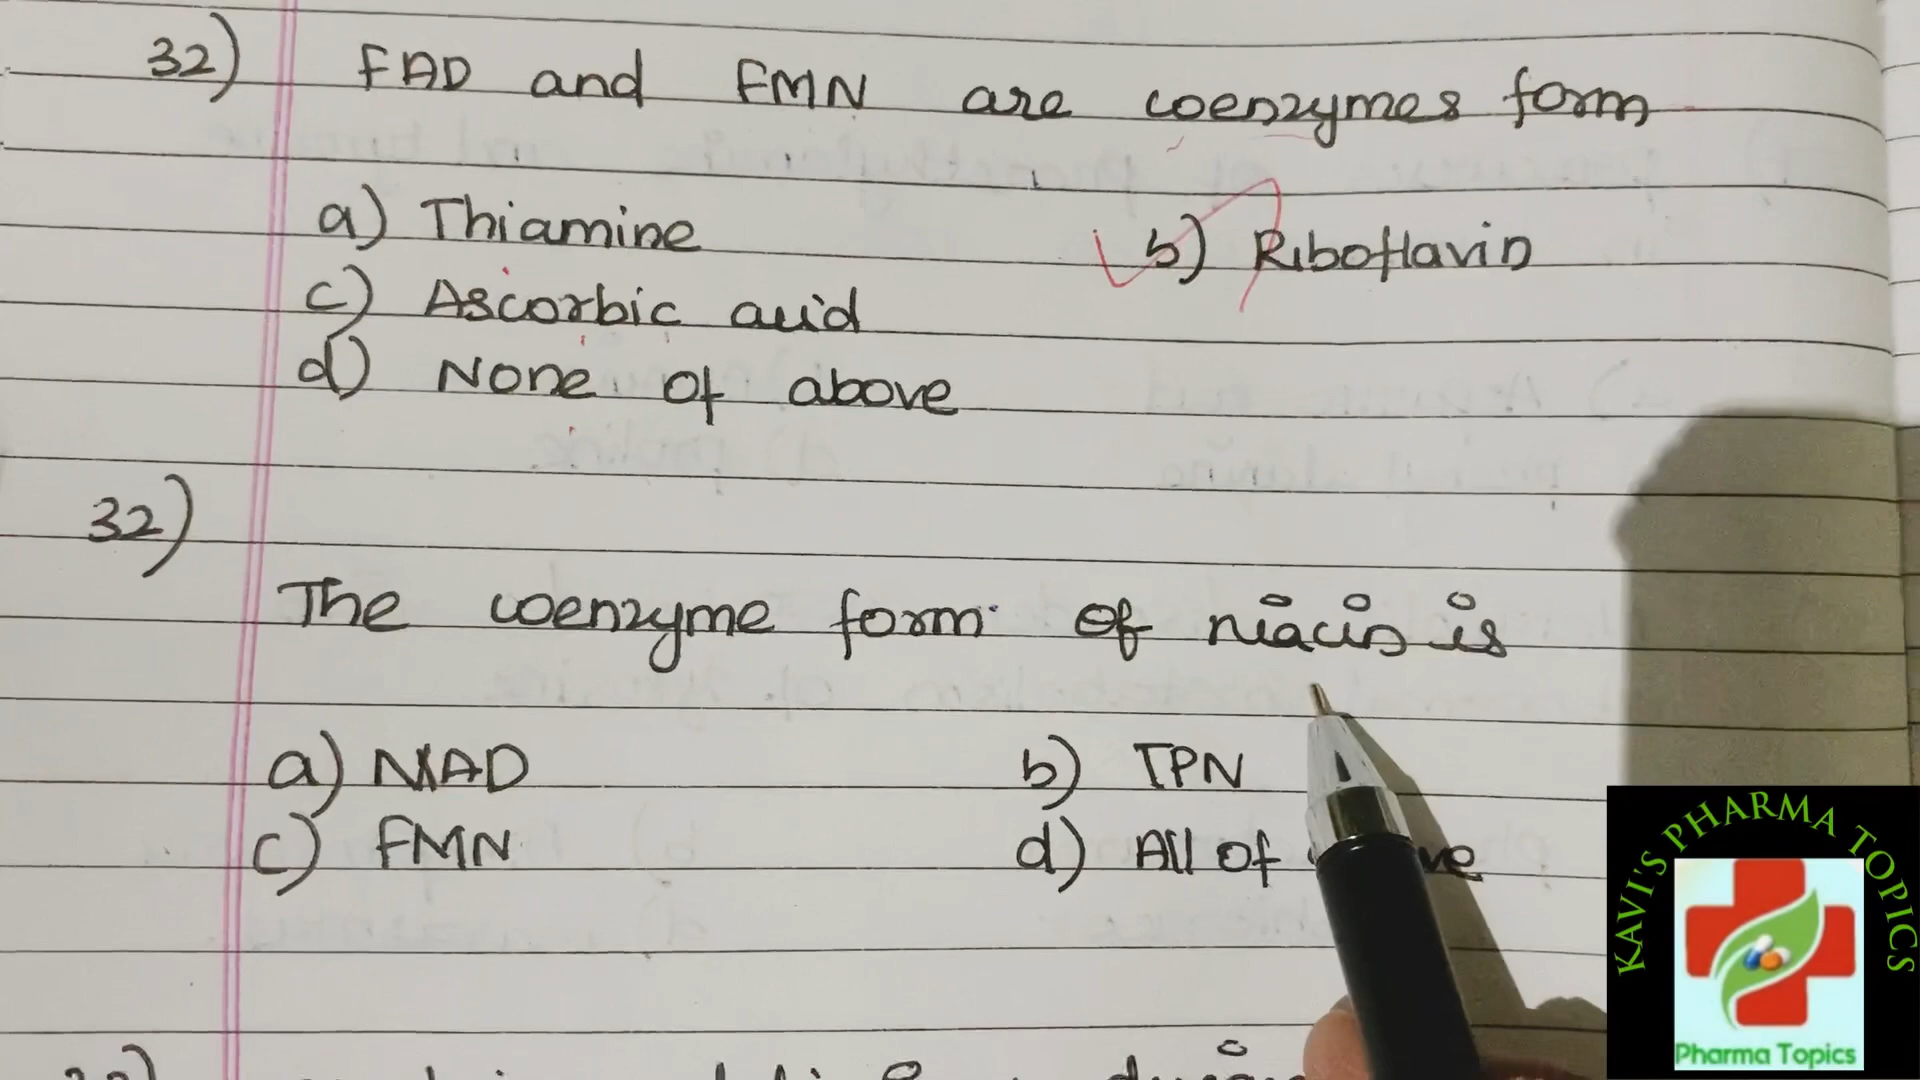 32) FAD and FMN are coenzymes form
a) Thiamine b) Riboflavin
c) Ascorbic acid
d) None of above
32)
The coenzyme form of niacin is
a) NAD b) TPN
c) FMN d) All of
KAVI'S PHARMA TOPICS
Pharma Topics